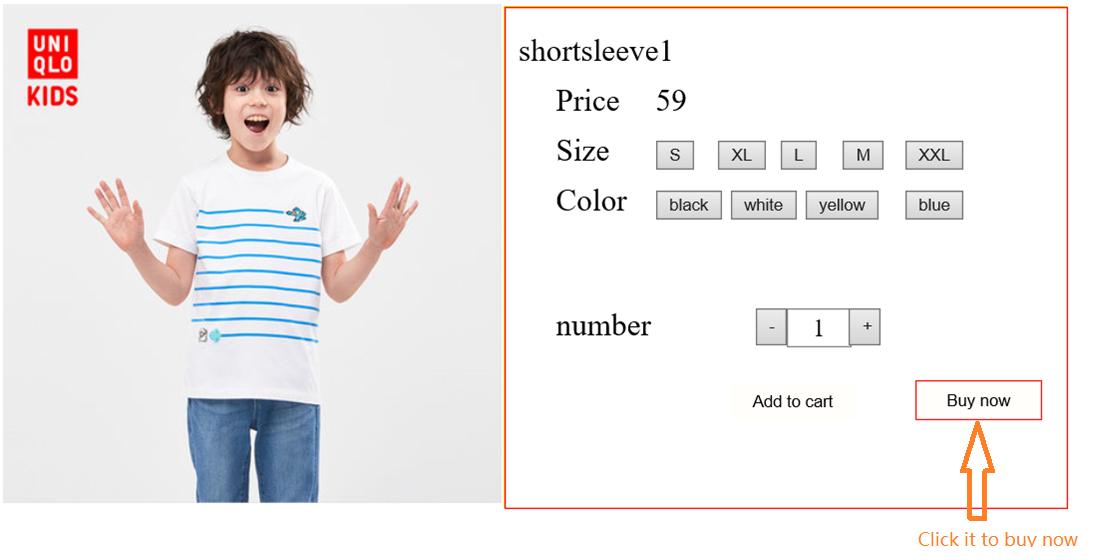 UNI
QLO
KIDS
shortsleeve1
Price 59
Size S XL L M XXL
Color black white yellow blue
number - 1 +
Add to cart Buy now
Click it to buy now